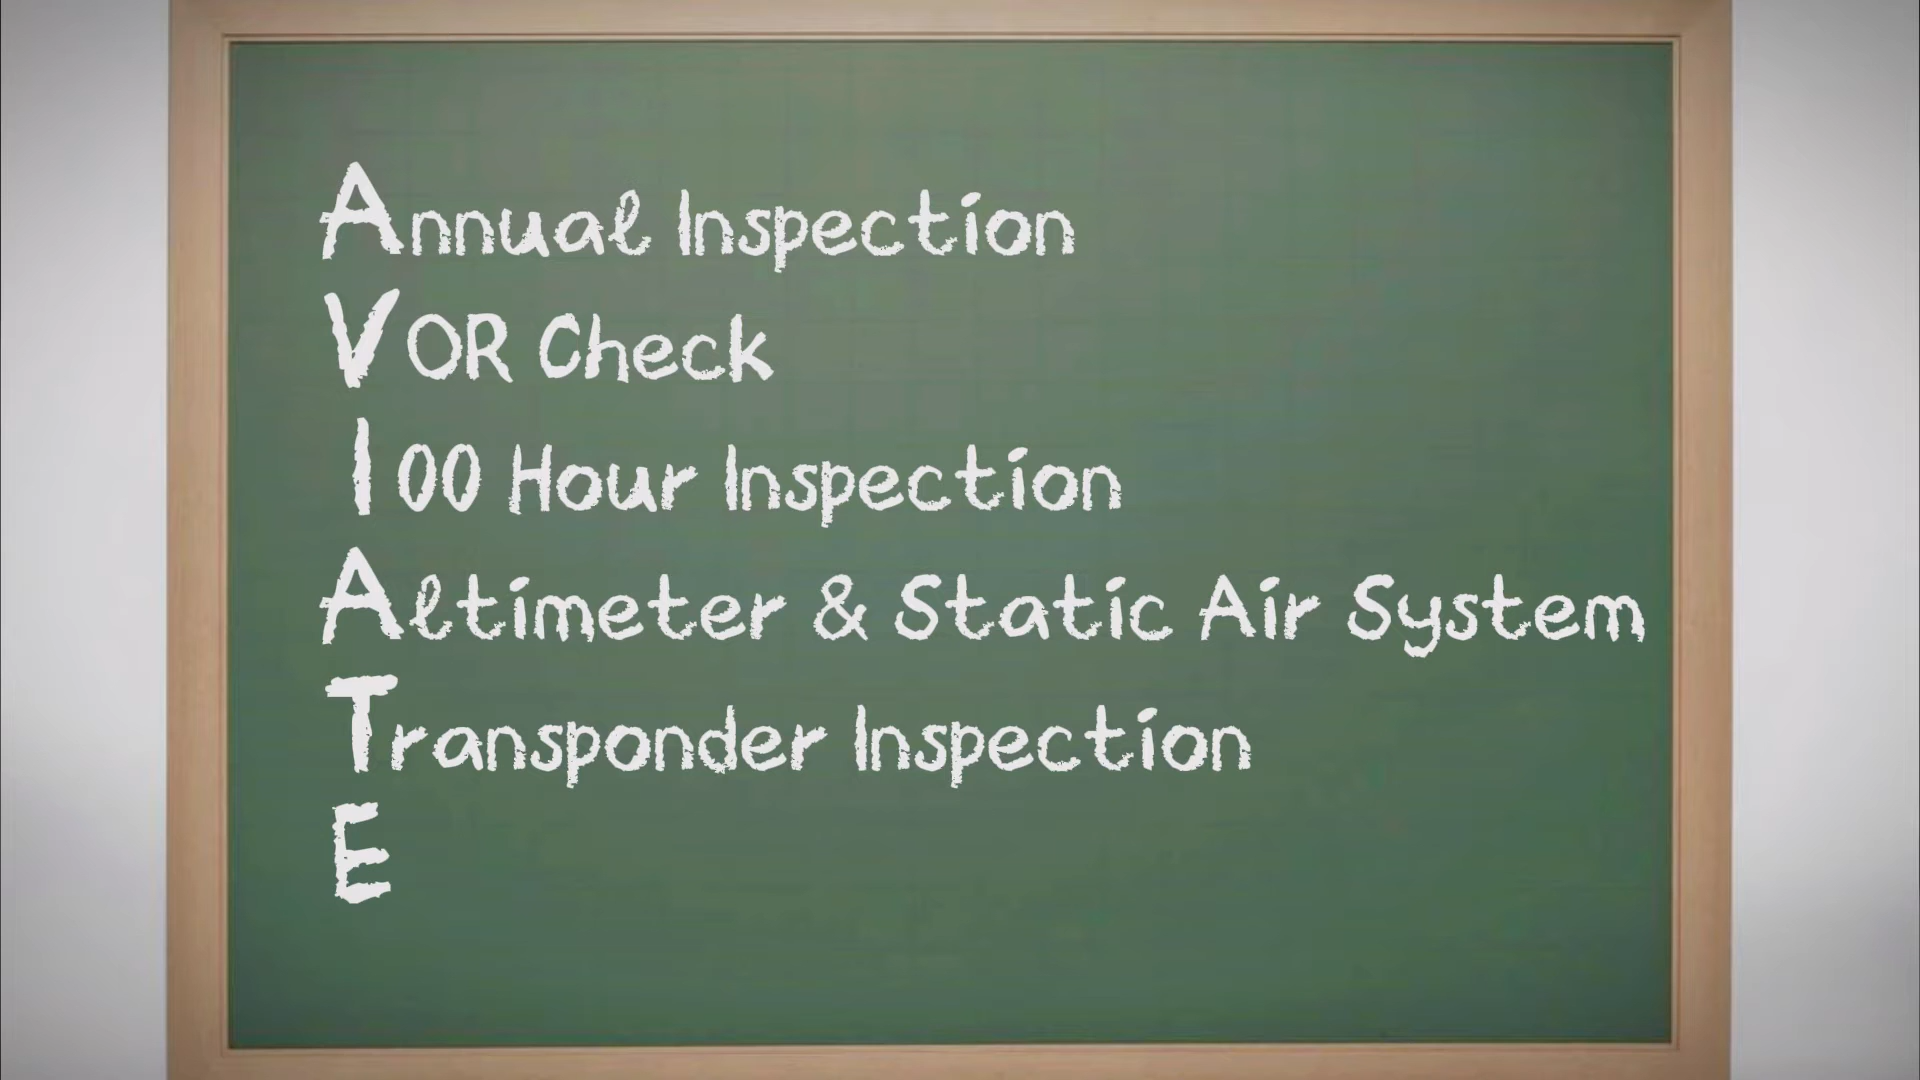 Annual Inspection
VOR Check
100 Hour Inspection
Altimeter & Static Air System
Transponder Inspection
E